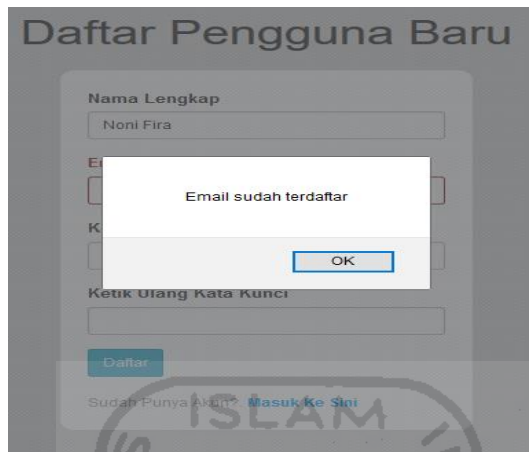 Daftar Pengguna Baru
Nama Lengkap
Noni Fira
E
Email sudah terdaftar
K
OK
Ketik Ulang Kata Kunci
Daftar
Sudah Punya Akun? Masuk Ke Sini
ISLAM